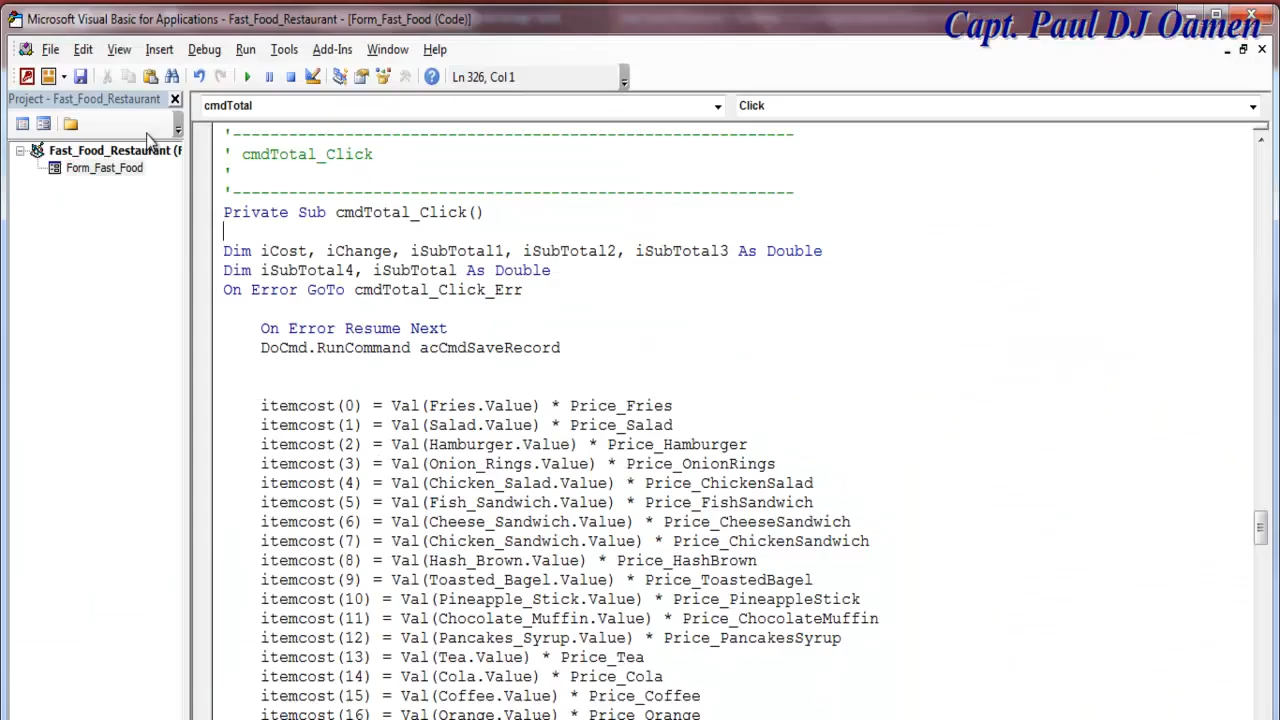 Microsoft Visual Basic for Applications - Fast_Food_Restaurant - [Form_Fast_Food (Code)]
Capt. Paul DJ Oamen
File Edit View Insert Debug Run Tools Add-Ins Window Help
Ln 326, Col 1
Project - Fast_Food_Restaurant
cmdTotal
Click
Fast_Food_Restaurant (F
Form_Fast_Food
'------------------------------------------------------------
' cmdTotal_Click
'
'------------------------------------------------------------
Private Sub cmdTotal_Click()
Dim iCost, iChange, iSubTotal1, iSubTotal2, iSubTotal3 As Double
Dim iSubTotal4, iSubTotal As Double
On Error GoTo cmdTotal_Click_Err
On Error Resume Next
DoCmd.RunCommand acCmdSaveRecord
itemcost(0) = Val(Fries.Value) * Price_Fries
itemcost(1) = Val(Salad.Value) * Price_Salad
itemcost(2) = Val(Hamburger.Value) * Price_Hamburger
itemcost(3) = Val(Onion_Rings.Value) * Price_OnionRings
itemcost(4) = Val(Chicken_Salad.Value) * Price_ChickenSalad
itemcost(5) = Val(Fish_Sandwich.Value) * Price_FishSandwich
itemcost(6) = Val(Cheese_Sandwich.Value) * Price_CheeseSandwich
itemcost(7) = Val(Chicken_Sandwich.Value) * Price_ChickenSandwich
itemcost(8) = Val(Hash_Brown.Value) * Price_HashBrown
itemcost(9) = Val(Toasted_Bagel.Value) * Price_ToastedBagel
itemcost(10) = Val(Pineapple_Stick.Value) * Price_PineappleStick
itemcost(11) = Val(Chocolate_Muffin.Value) * Price_ChocolateMuffin
itemcost(12) = Val(Pancakes_Syrup.Value) * Price_PancakesSyrup
itemcost(13) = Val(Tea.Value) * Price_Tea
itemcost(14) = Val(Cola.Value) * Price_Cola
itemcost(15) = Val(Coffee.Value) * Price_Coffee
itemcost(16) = Val(Orange.Value) * Price_Orange